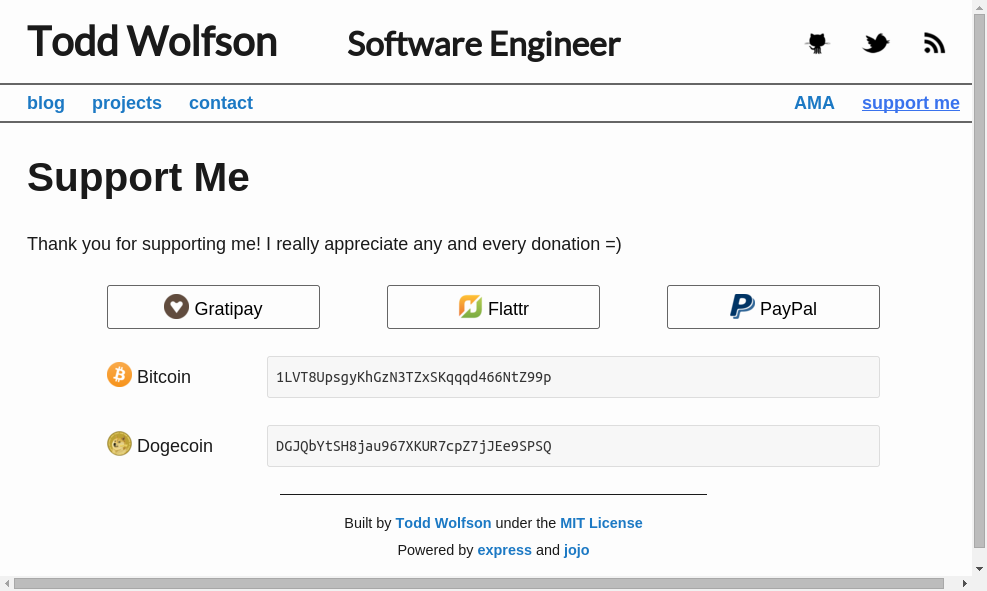 Todd Wolfson Software Engineer
blog projects contact AMA support me
Support Me
Thank you for supporting me! I really appreciate any and every donation =)
Gratipay Flattr PayPal
Bitcoin 1LVT8UpsgyKhGzN3TZxSKqqqd466NtZ99p
Dogecoin DGJQbYtSH8jau967XKUR7cpZ7jJEe9SPSQ
Built by Todd Wolfson under the MIT License
Powered by express and jojo